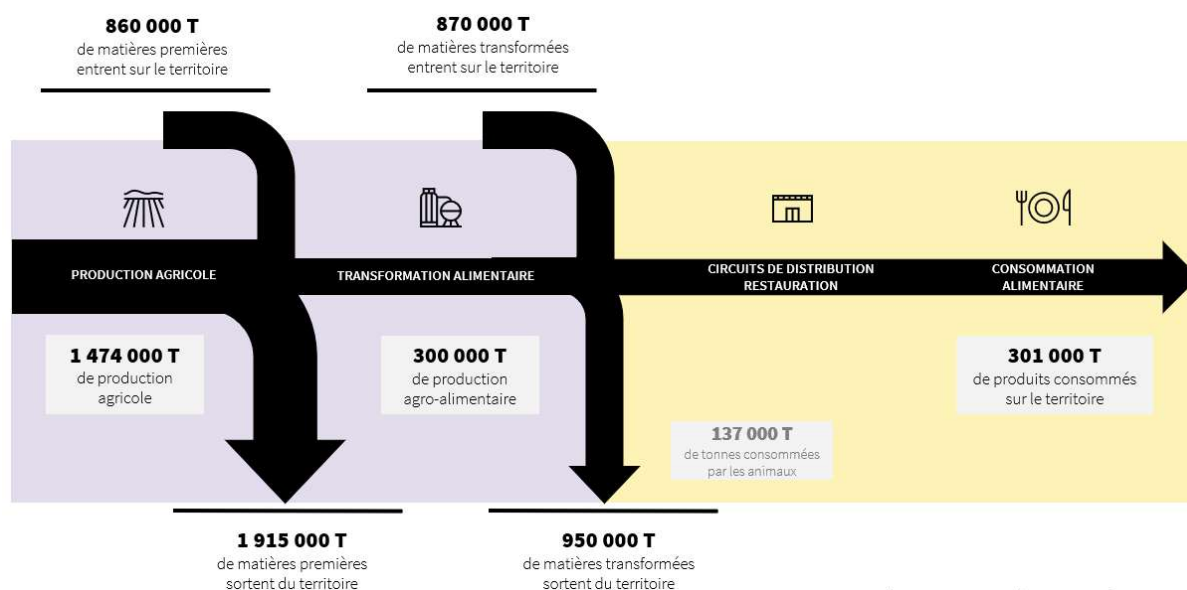 860 000 T
de matières premières
entrent sur le territoire
870 000 T
de matières transformées
entrent sur le territoire
PRODUCTION AGRICOLE
TRANSFORMATION ALIMENTAIRE
CIRCUITS DE DISTRIBUTION
RESTAURATION
CONSOMMATION
ALIMENTAIRE
1 474 000 T
de production
agricole
300 000 T
de production
agro-alimentaire
301 000 T
de produits consommés
sur le territoire
137 000 T
de tonnes consommées
par les animaux
1 915 000 T
de matières premières
sortent du territoire
950 000 T
de matières transformées
sortent du territoire